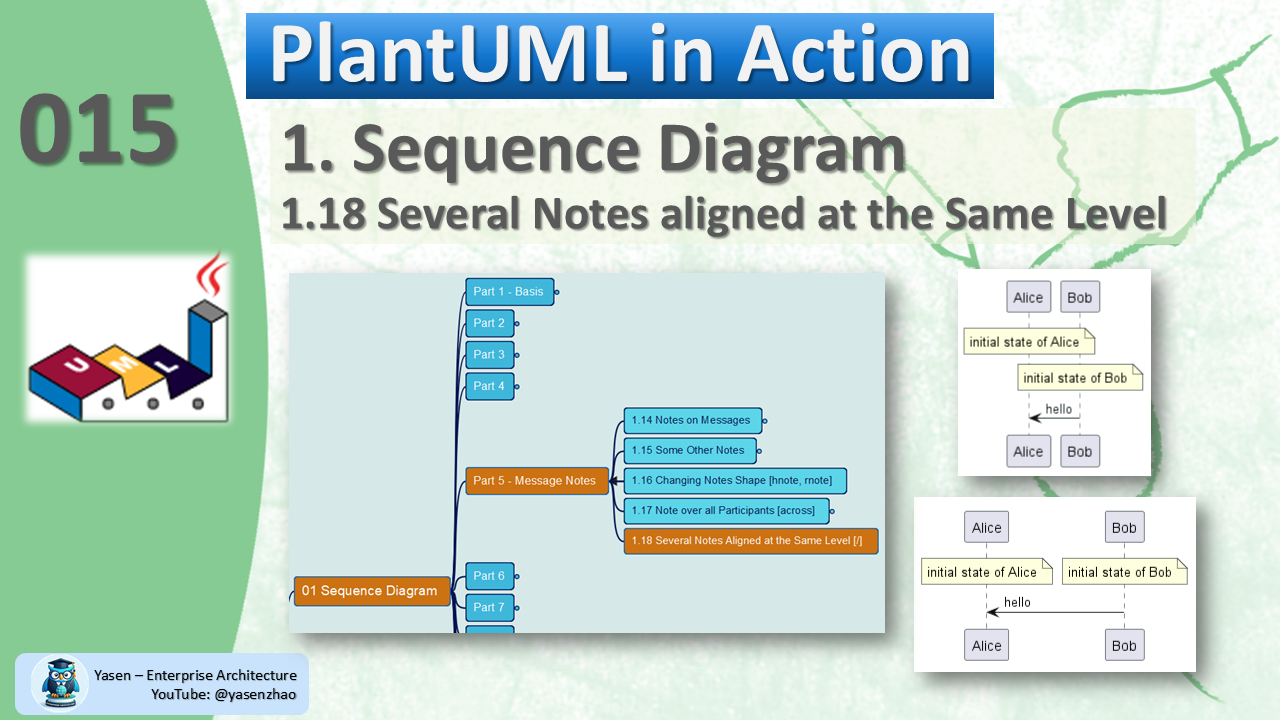 PlantUML in Action
015
1. Sequence Diagram
1.18 Several Notes aligned at the Same Level
UML
Part 1 - Basis
Part 2
Part 3
Part 4
1.14 Notes on Messages
1.15 Some Other Notes
Part 5 - Message Notes
1.16 Changing Notes Shape [hnote, rnote]
1.17 Note over all Participants [across]
1.18 Several Notes Aligned at the Same Level [/]
Part 6
01 Sequence Diagram
Part 7
Alice Bob
initial state of Alice
initial state of Bob
hello
Alice Bob
Alice Bob
initial state of Alice initial state of Bob
hello
Alice Bob
Yasen – Enterprise Architecture
YouTube: @yasenzhao